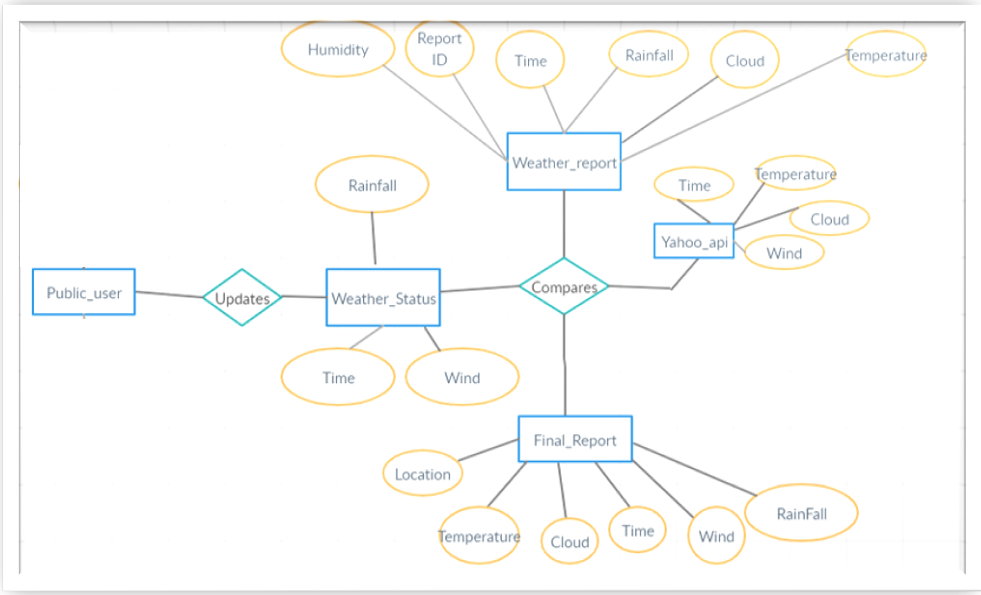 Humidity
Report
ID
Time
Rainfall
Cloud
Temperature
Weather_report
Rainfall
Time
Temperature
Cloud
Yahoo_api
Wind
Public_user
Updates
Weather_Status
Compares
Time
Wind
Final_Report
Location
Temperature
Cloud
Time
Wind
RainFall